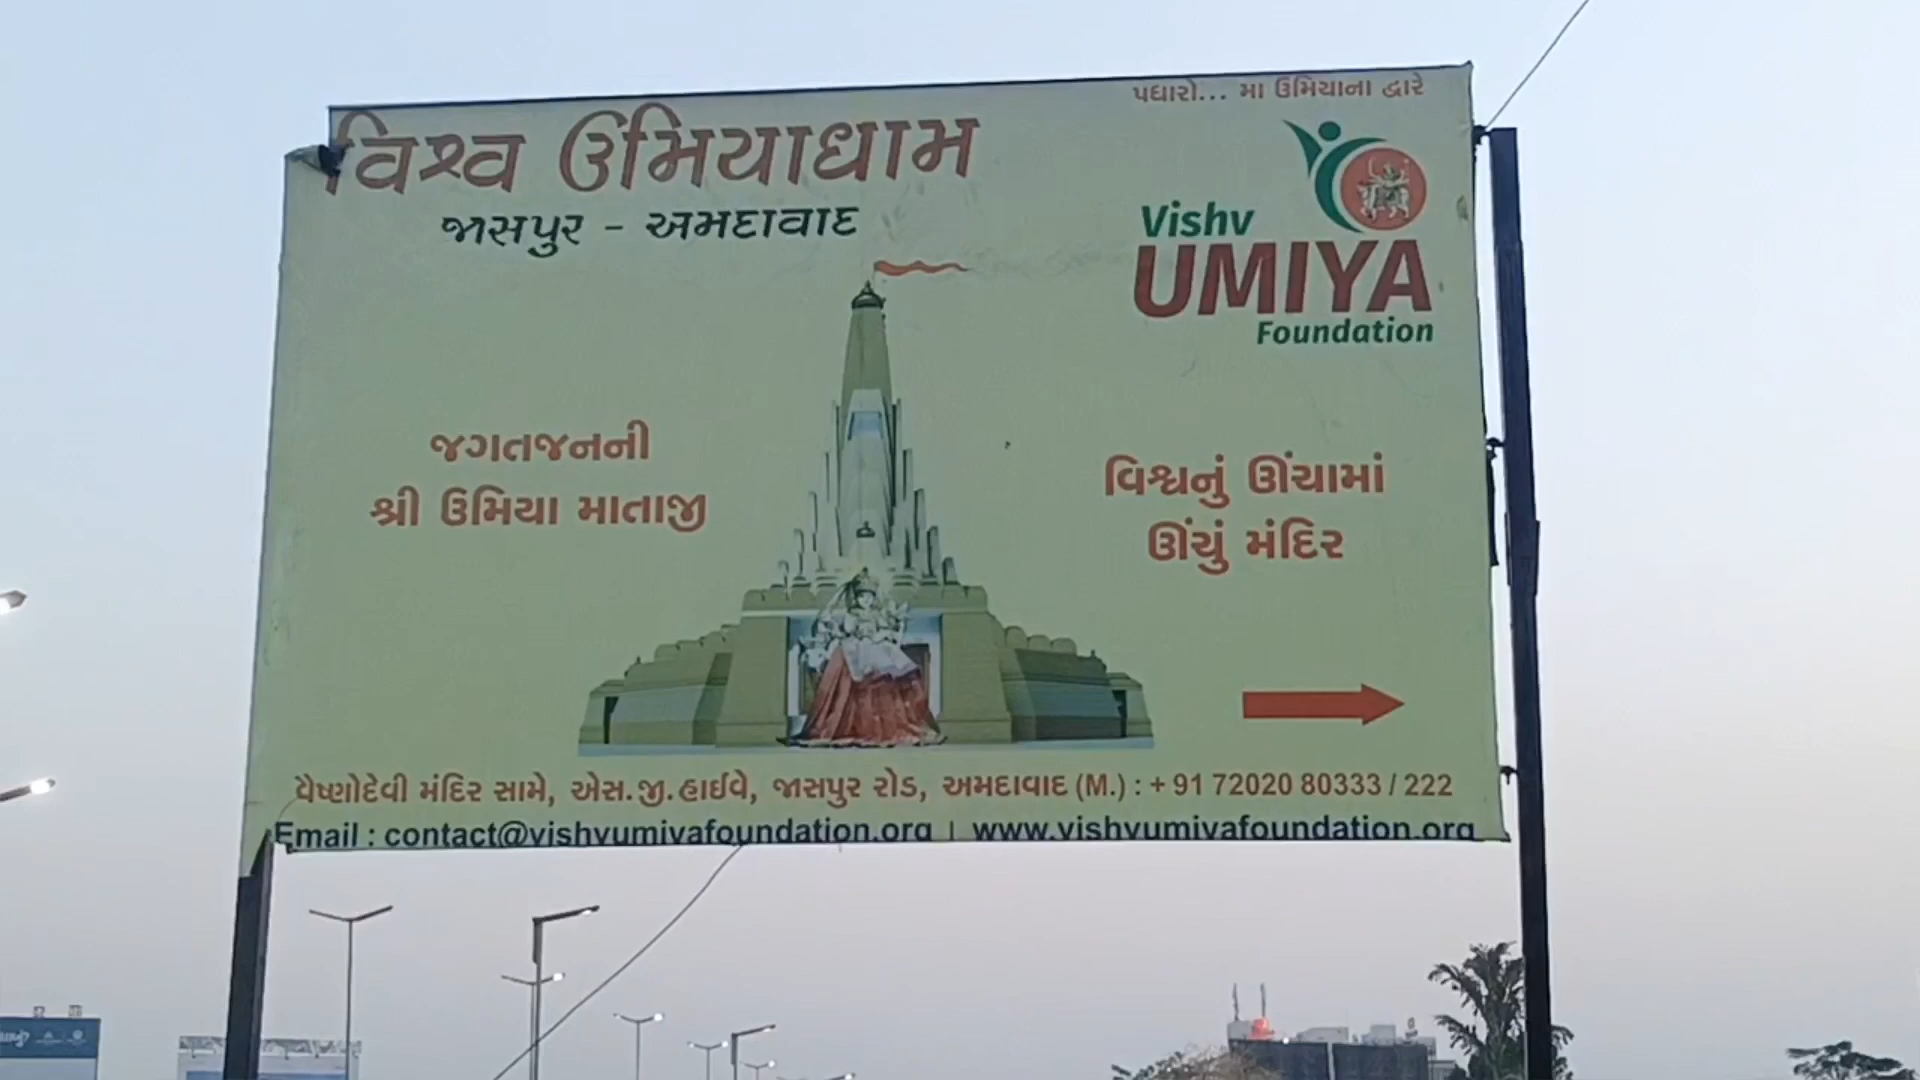 પધારો... મા ઉમિયાના દ્વારે
વિશ્વ ઉમિયાધામ
જાસપુર - અમદાવાદ
Vishv
UMIYA
Foundation
જગતજનની
શ્રી ઉમિયા માતાજી
વિશ્વનું ઊંચામાં
ઊંચું મંદિર
વૈષ્ણોદેવી મંદિર સામે, એસ.જી.હાઈવે, જાસપુર રોડ, અમદાવાદ (M.) : + 91 72020 80333 / 222
Email : contact@vishvumiyafoundation.org | www.vishvumiyafoundation.org